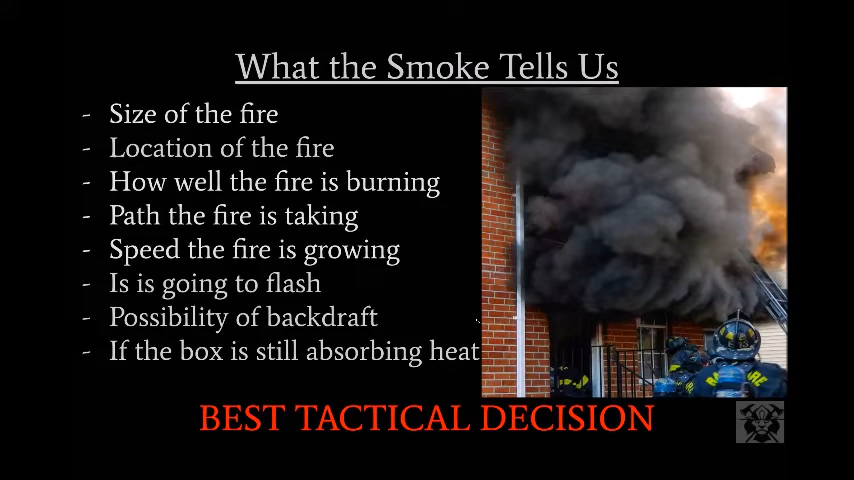 What the Smoke Tells Us
- Size of the fire
- Location of the fire
- How well the fire is burning
- Path the fire is taking
- Speed the fire is growing
- Is is going to flash
- Possibility of backdraft
- If the box is still absorbing heat
BEST TACTICAL DECISION